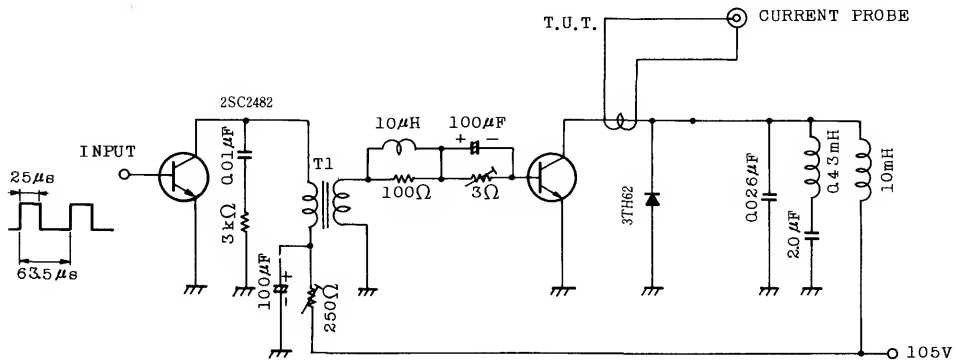 T.U.T.
CURRENT PROBE
2SC2482
INPUT
25μs
63.5μs
0.01μF
3kΩ
T1
10μH
100Ω
100μF
+ −
3Ω
100μF
− +
250Ω
3TH62
0.026μF
0.43mH
2.0μF
10mH
105V